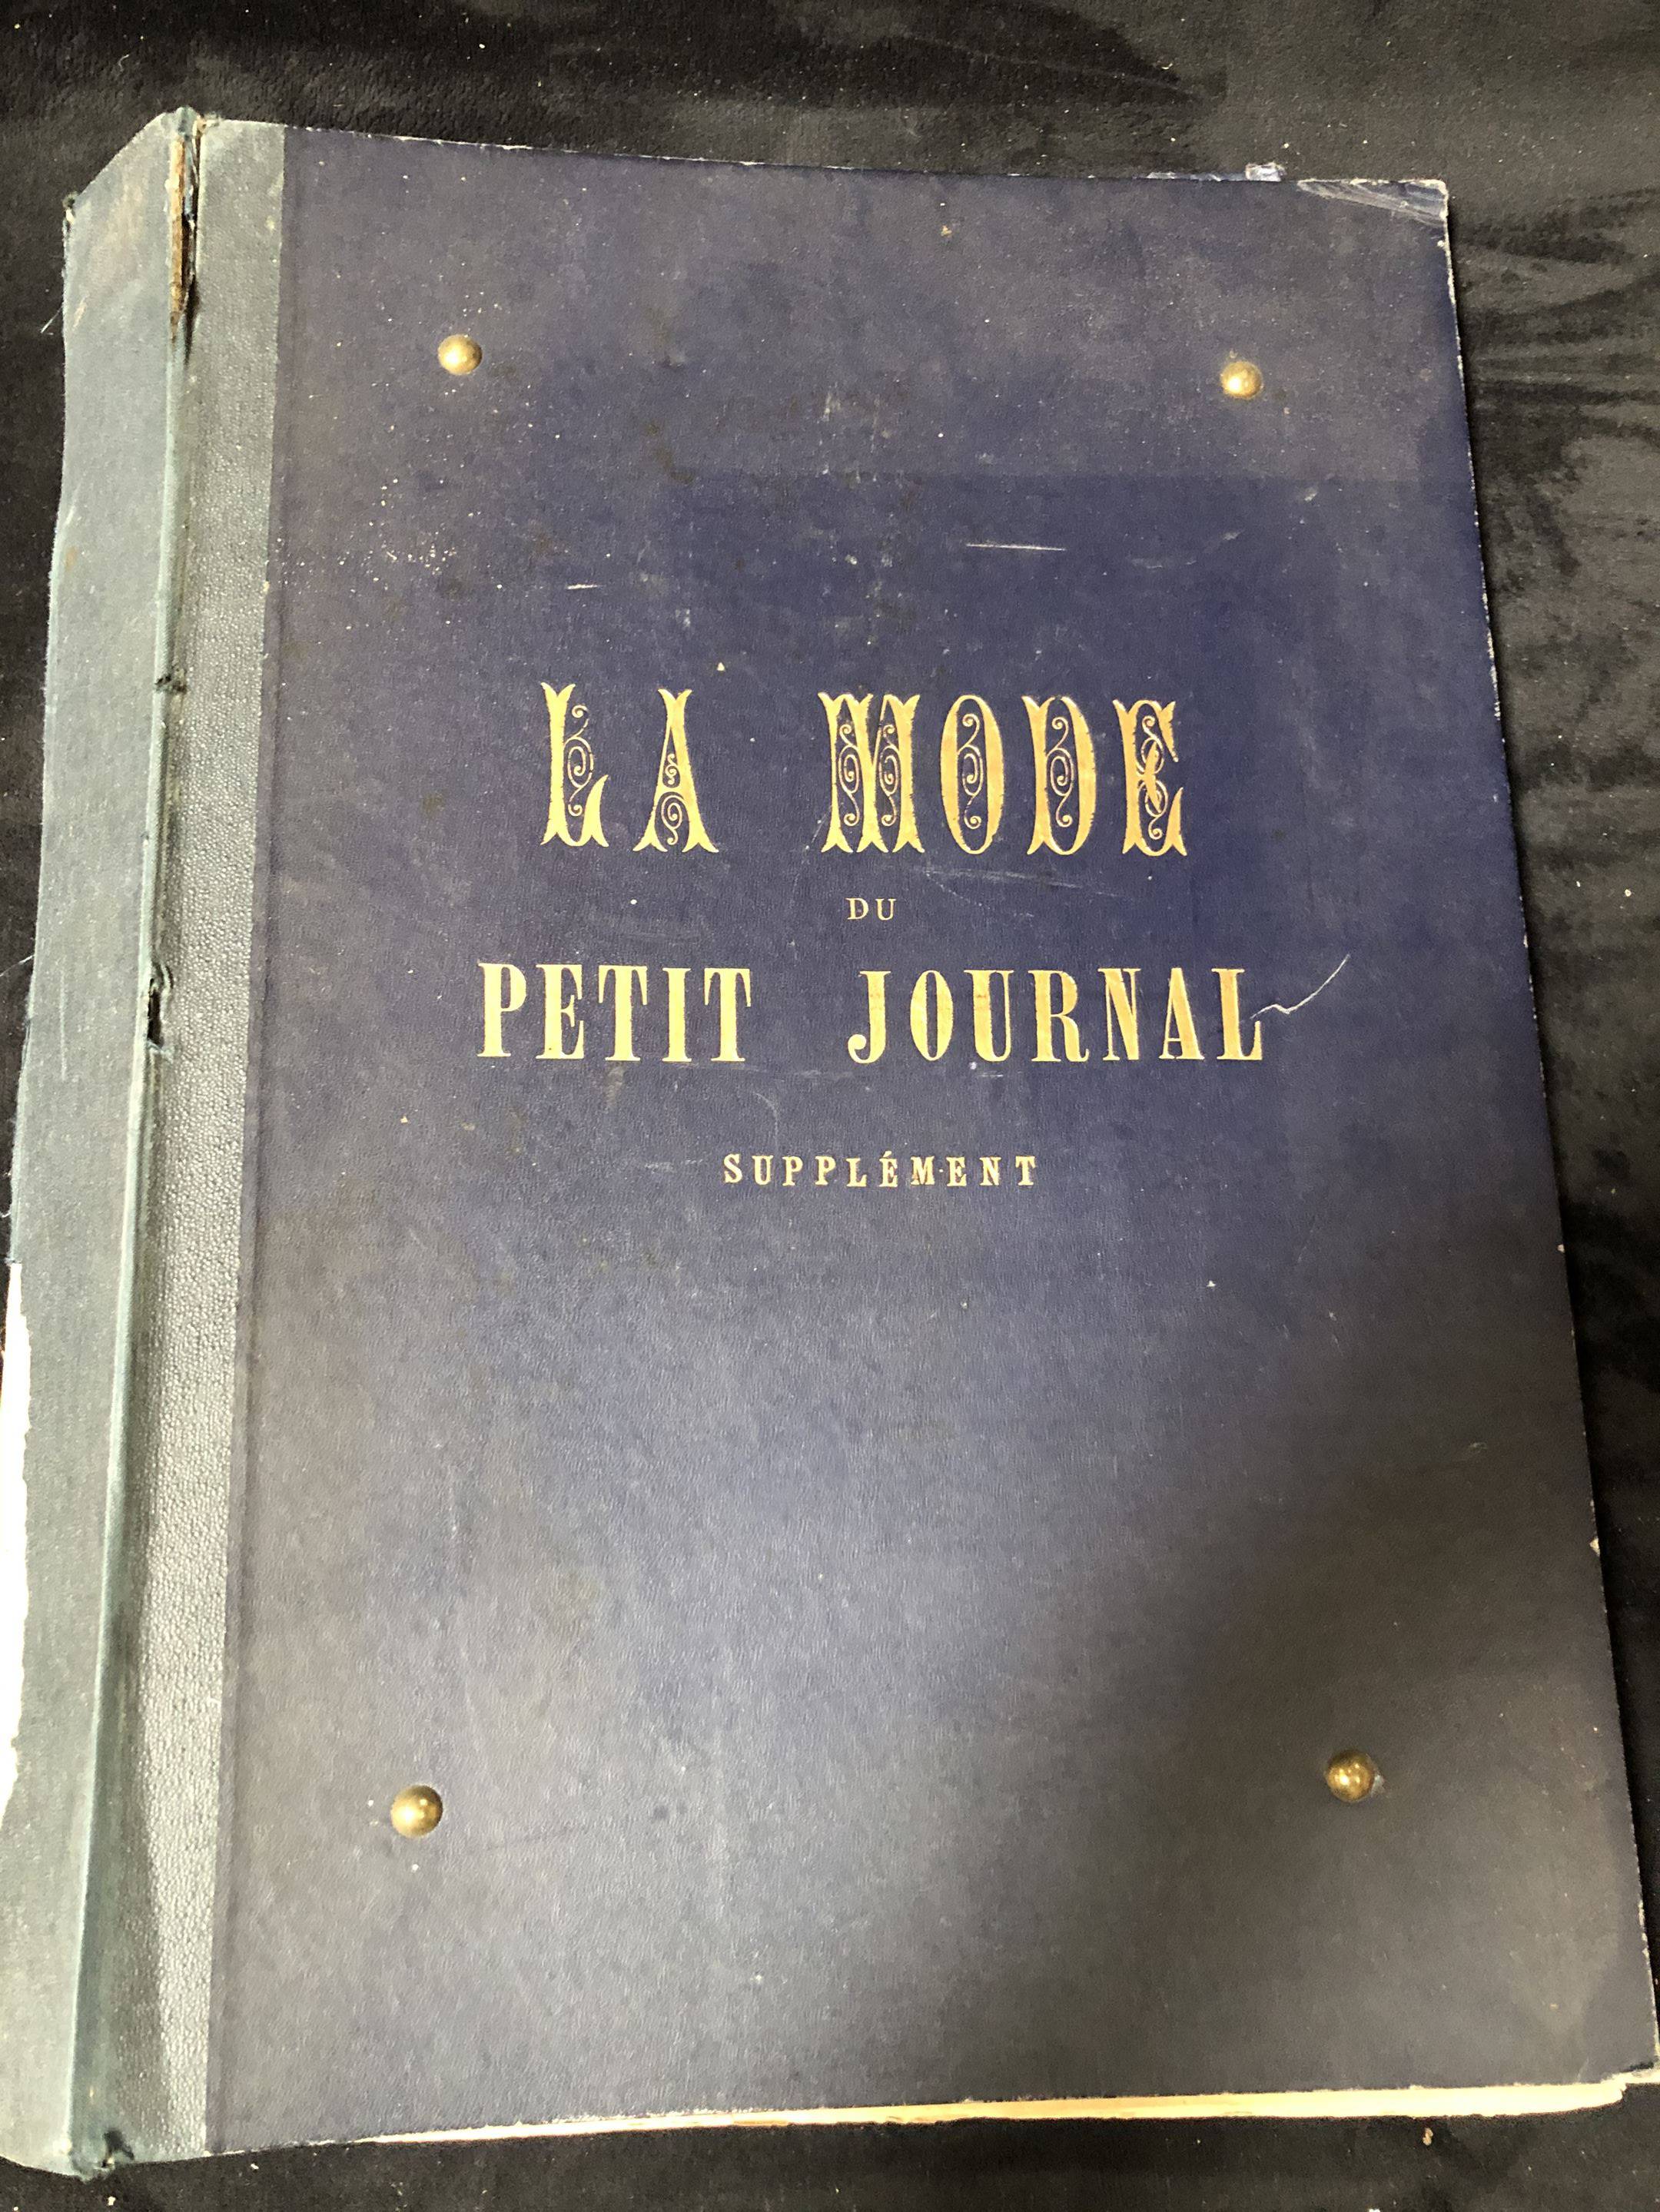 LA MODE
DU
PETIT JOURNAL
SUPPLÉMENT